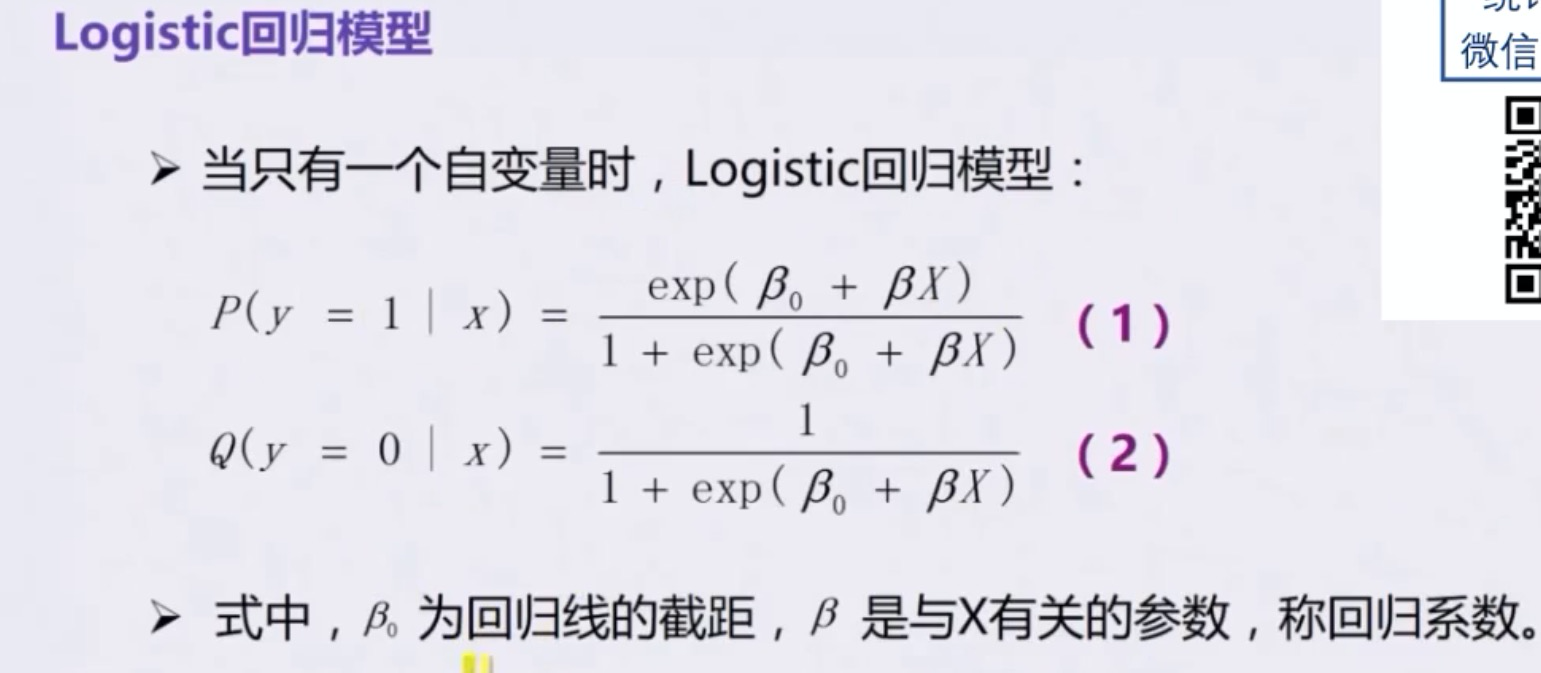 Logistic回归模型
微信
➢ 当只有一个自变量时，Logistic回归模型：
P(y = 1 | x) = exp( β₀ + βX) / 1 + exp( β₀ + βX) （1）
Q(y = 0 | x) = 1 / 1 + exp( β₀ + βX) （2）
➢ 式中，β₀ 为回归线的截距，β 是与X有关的参数，称回归系数。